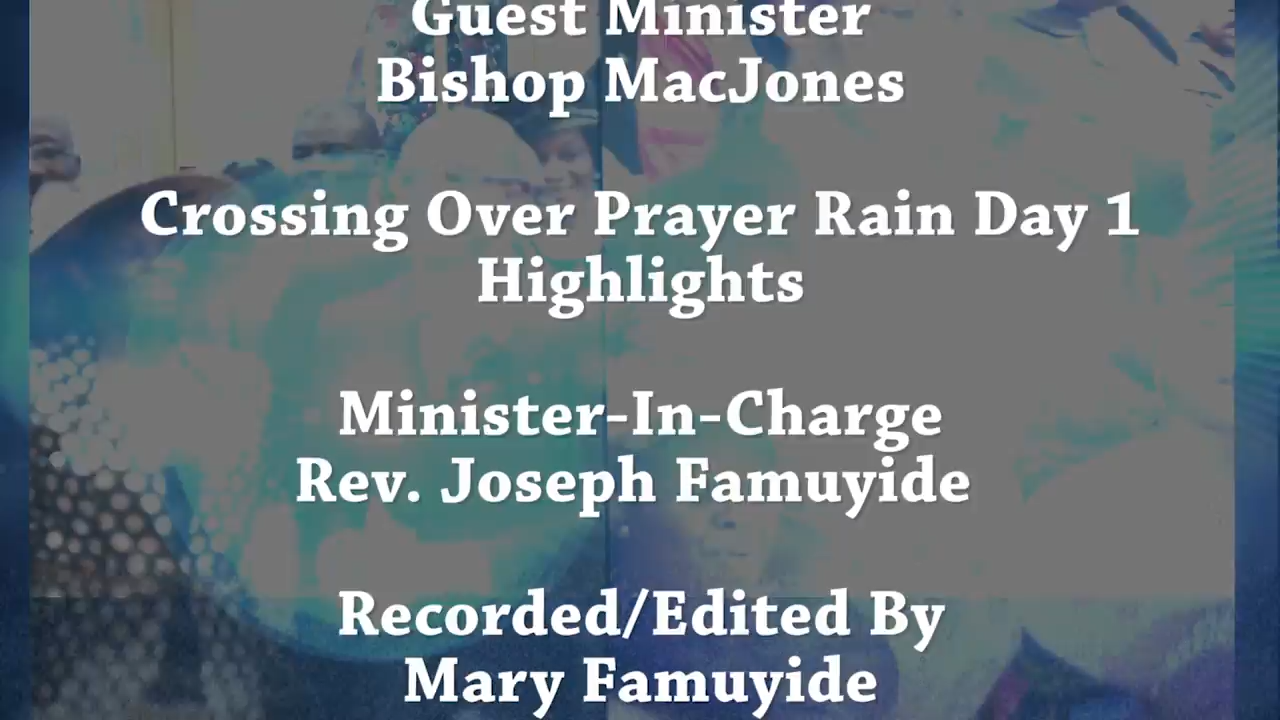 Guest Minister
Bishop MacJones
Crossing Over Prayer Rain Day 1
Highlights
Minister-In-Charge
Rev. Joseph Famuyide
Recorded/Edited By
Mary Famuyide